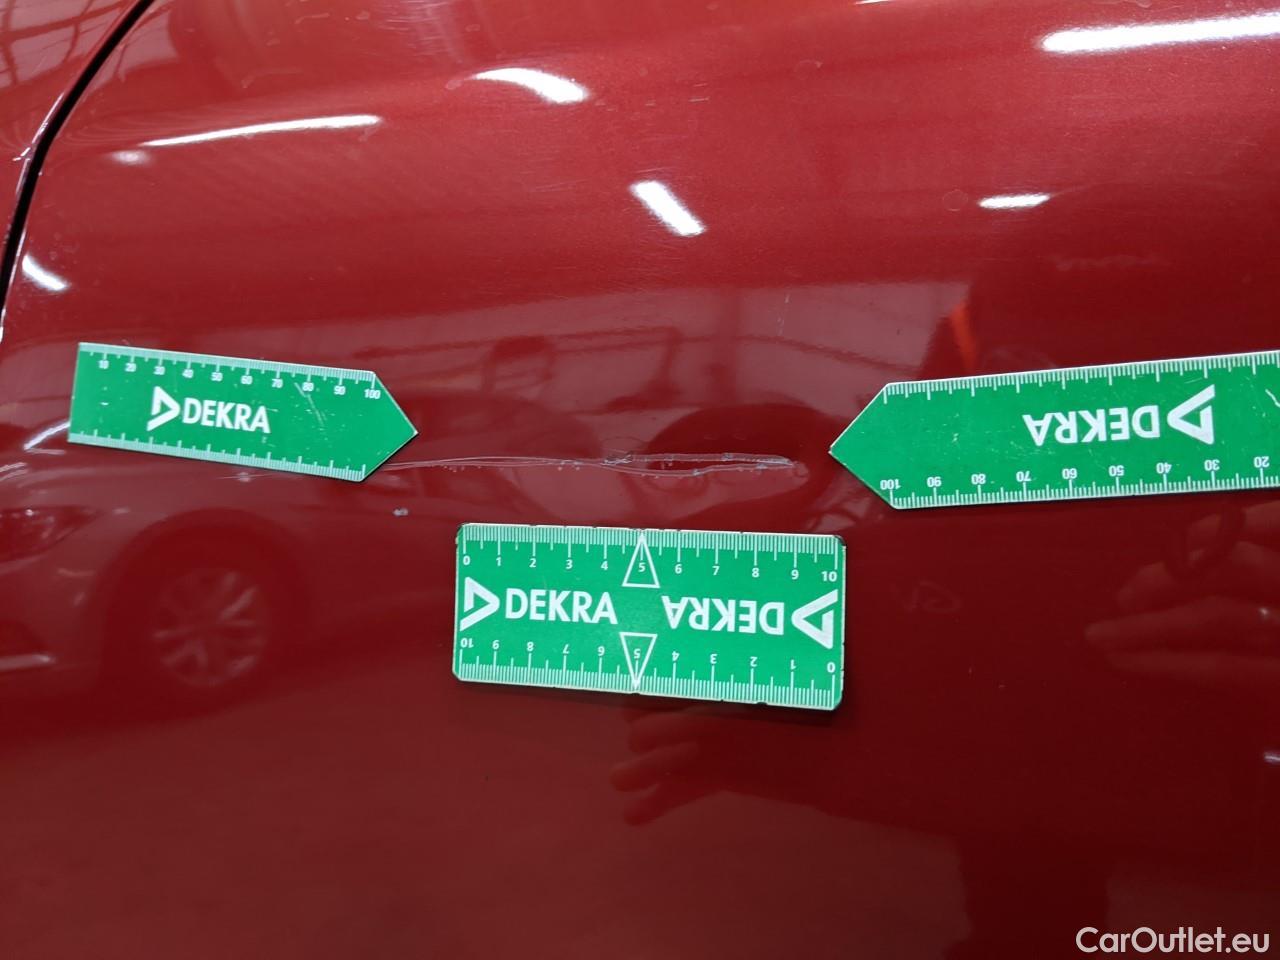 10 20 30 40 50 60 70 80 90 100
DEKRA
DEKRA
100 90 80 70 60 50 40 30 20
0 1 2 3 4 5 6 7 8 9 10
DEKRA DEKRA
10 9 8 7 6 5 4 3 2 1 0
CarOutlet.eu